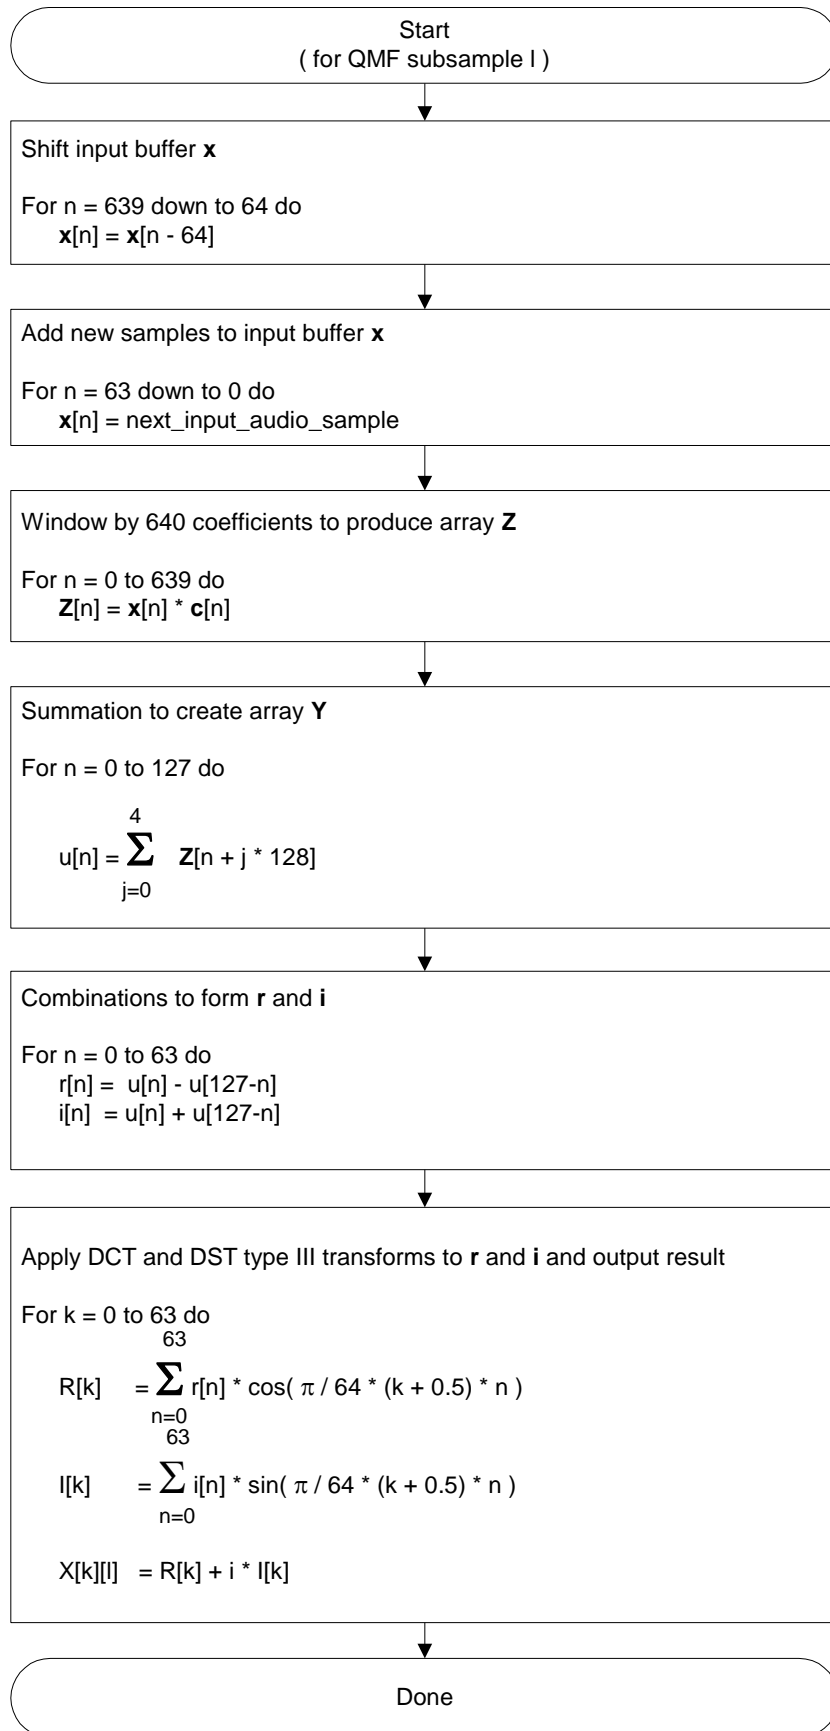 Start
( for QMF subsample l )
Shift input buffer x
For n = 639 down to 64 do
x[n] = x[n - 64]
Add new samples to input buffer x
For n = 63 down to 0 do
x[n] = next_input_audio_sample
Window by 640 coefficients to produce array Z
For n = 0 to 639 do
Z[n] = x[n] * c[n]
Summation to create array Y
For n = 0 to 127 do
4
u[n] = Σ Z[n + j * 128]
j=0
Combinations to form r and i
For n = 0 to 63 do
r[n] = u[n] - u[127-n]
i[n] = u[n] + u[127-n]
Apply DCT and DST type III transforms to r and i and output result
For k = 0 to 63 do
63
R[k] = Σ r[n] * cos( π / 64 * (k + 0.5) * n )
n=0
63
I[k] = Σ i[n] * sin( π / 64 * (k + 0.5) * n )
n=0
X[k][l] = R[k] + i * I[k]
Done